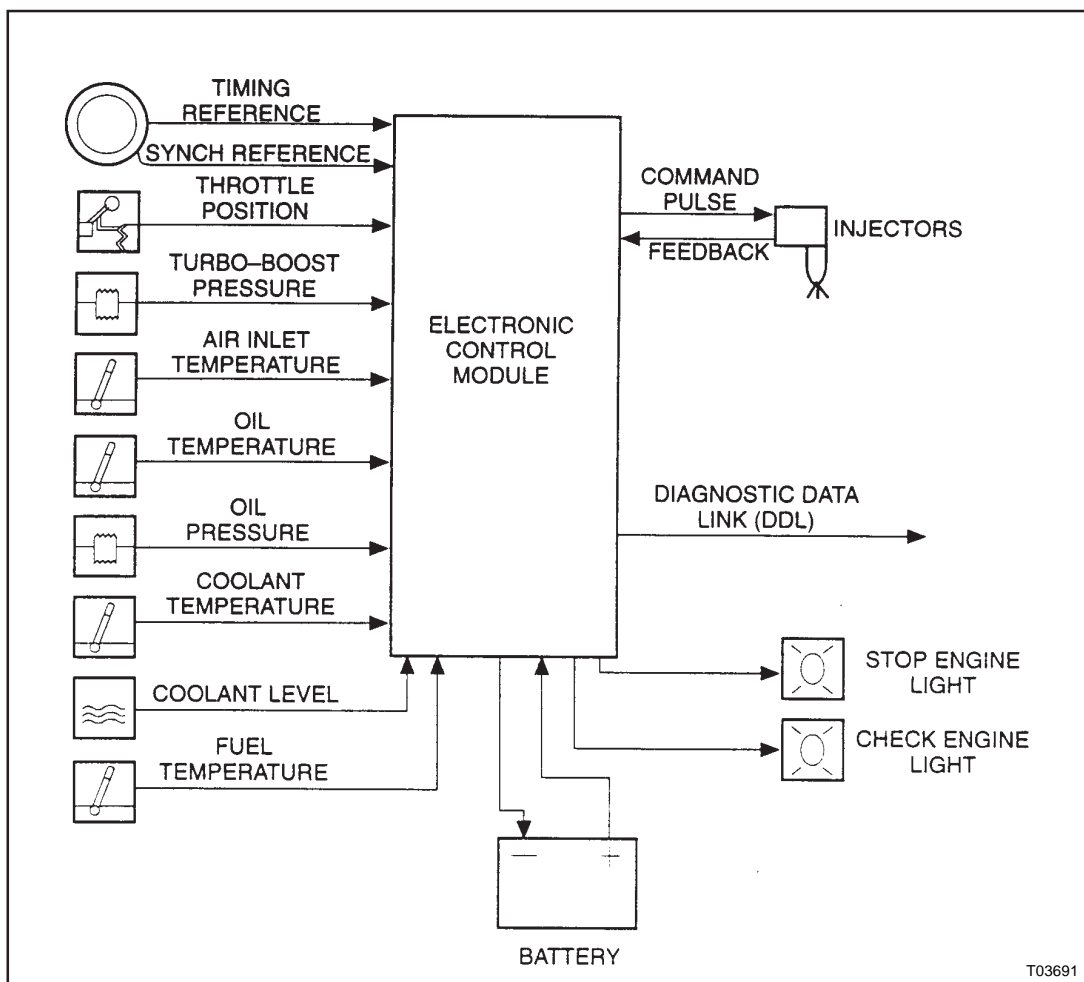 TIMING
REFERENCE
SYNCH REFERENCE
THROTTLE
POSITION
TURBO–BOOST
PRESSURE
AIR INLET
TEMPERATURE
OIL
TEMPERATURE
OIL
PRESSURE
COOLANT
TEMPERATURE
COOLANT LEVEL
FUEL
TEMPERATURE
ELECTRONIC
CONTROL
MODULE
COMMAND
PULSE
FEEDBACK
INJECTORS
DIAGNOSTIC DATA
LINK (DDL)
STOP ENGINE
LIGHT
CHECK ENGINE
LIGHT
– +
BATTERY
T03691